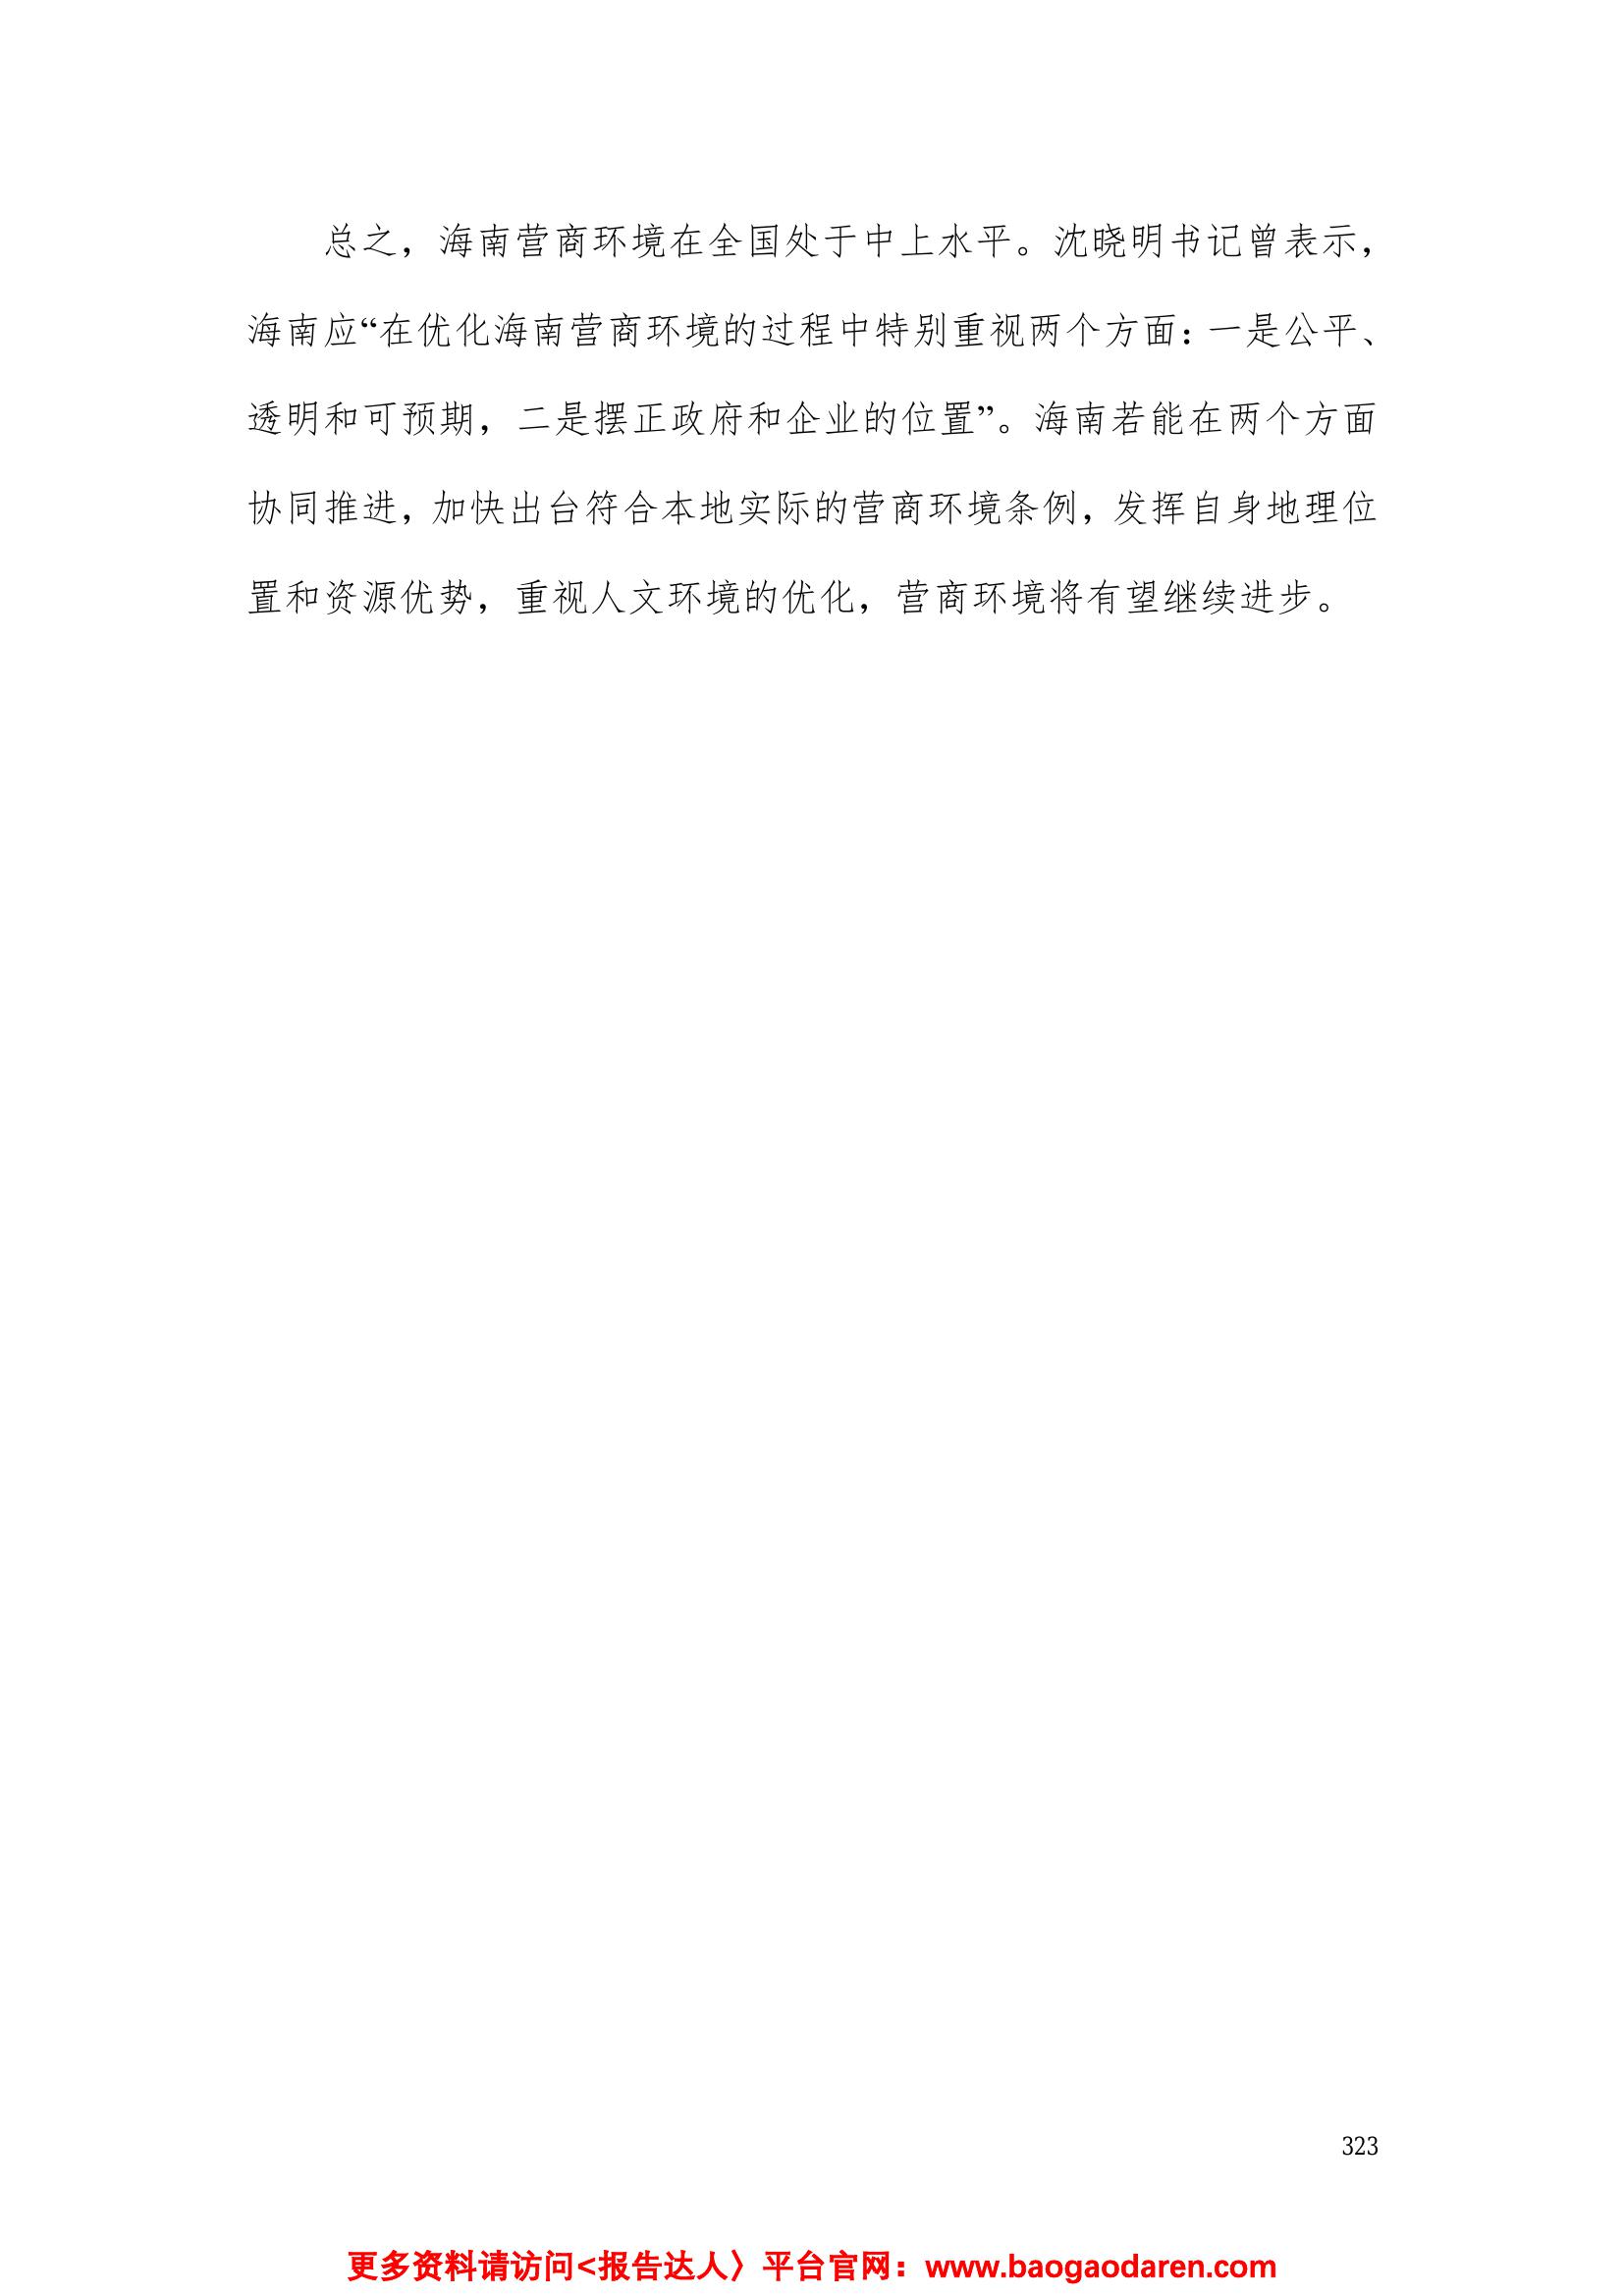 总之，海南营商环境在全国处于中上水平。沈晓明书记曾表示，
海南应“在优化海南营商环境的过程中特别重视两个方面：一是公平、
透明和可预期，二是摆正政府和企业的位置”。海南若能在两个方面
协同推进，加快出台符合本地实际的营商环境条例，发挥自身地理位
置和资源优势，重视人文环境的优化，营商环境将有望继续进步。
323
更多资料请访问<报告达人〉平台官网：www.baogaodaren.com